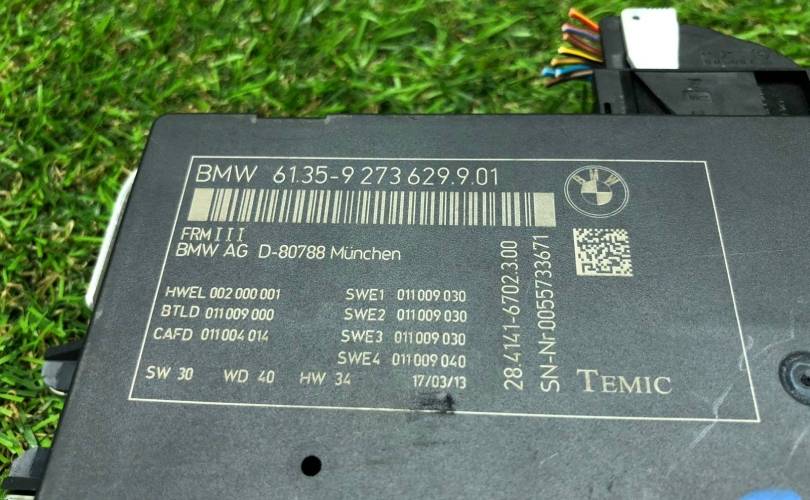 BMW 61.35-9 273 629.9.01
BMW
FRM III
BMW AG D-80788 München
HWEL 002 000 001
BTLD 011 009 000
CAFD 011 004 014
SWE1 011 009 030
SWE2 011 009 030
SWE3 011 009 030
SWE4 011 009 040
SW 30 WD 40 HW 34 17/03/13
28.4141-6702.3.00
SN-Nr 0055733671
TEMIC